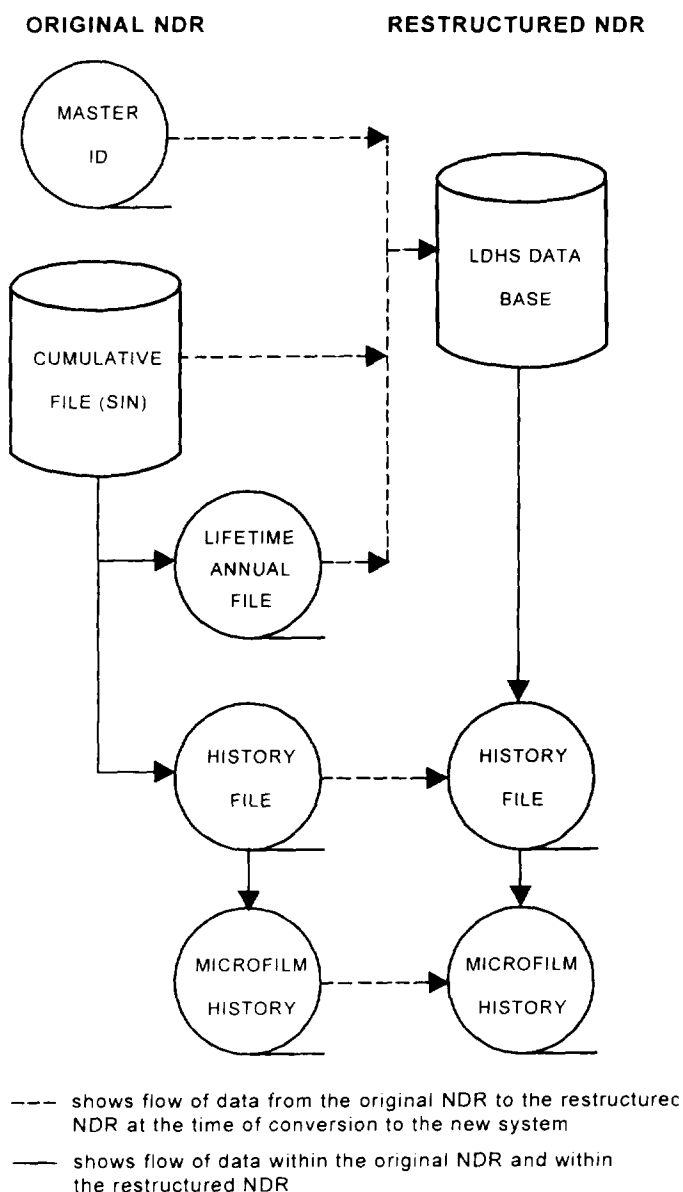 ORIGINAL NDR
RESTRUCTURED NDR
MASTER
ID
LDHS DATA
BASE
CUMULATIVE
FILE (SIN)
LIFETIME
ANNUAL
FILE
HISTORY
FILE
HISTORY
FILE
MICROFILM
HISTORY
MICROFILM
HISTORY
shows flow of data from the original NDR to the restructured
NDR at the time of conversion to the new system
shows flow of data within the original NDR and within
the restructured NDR